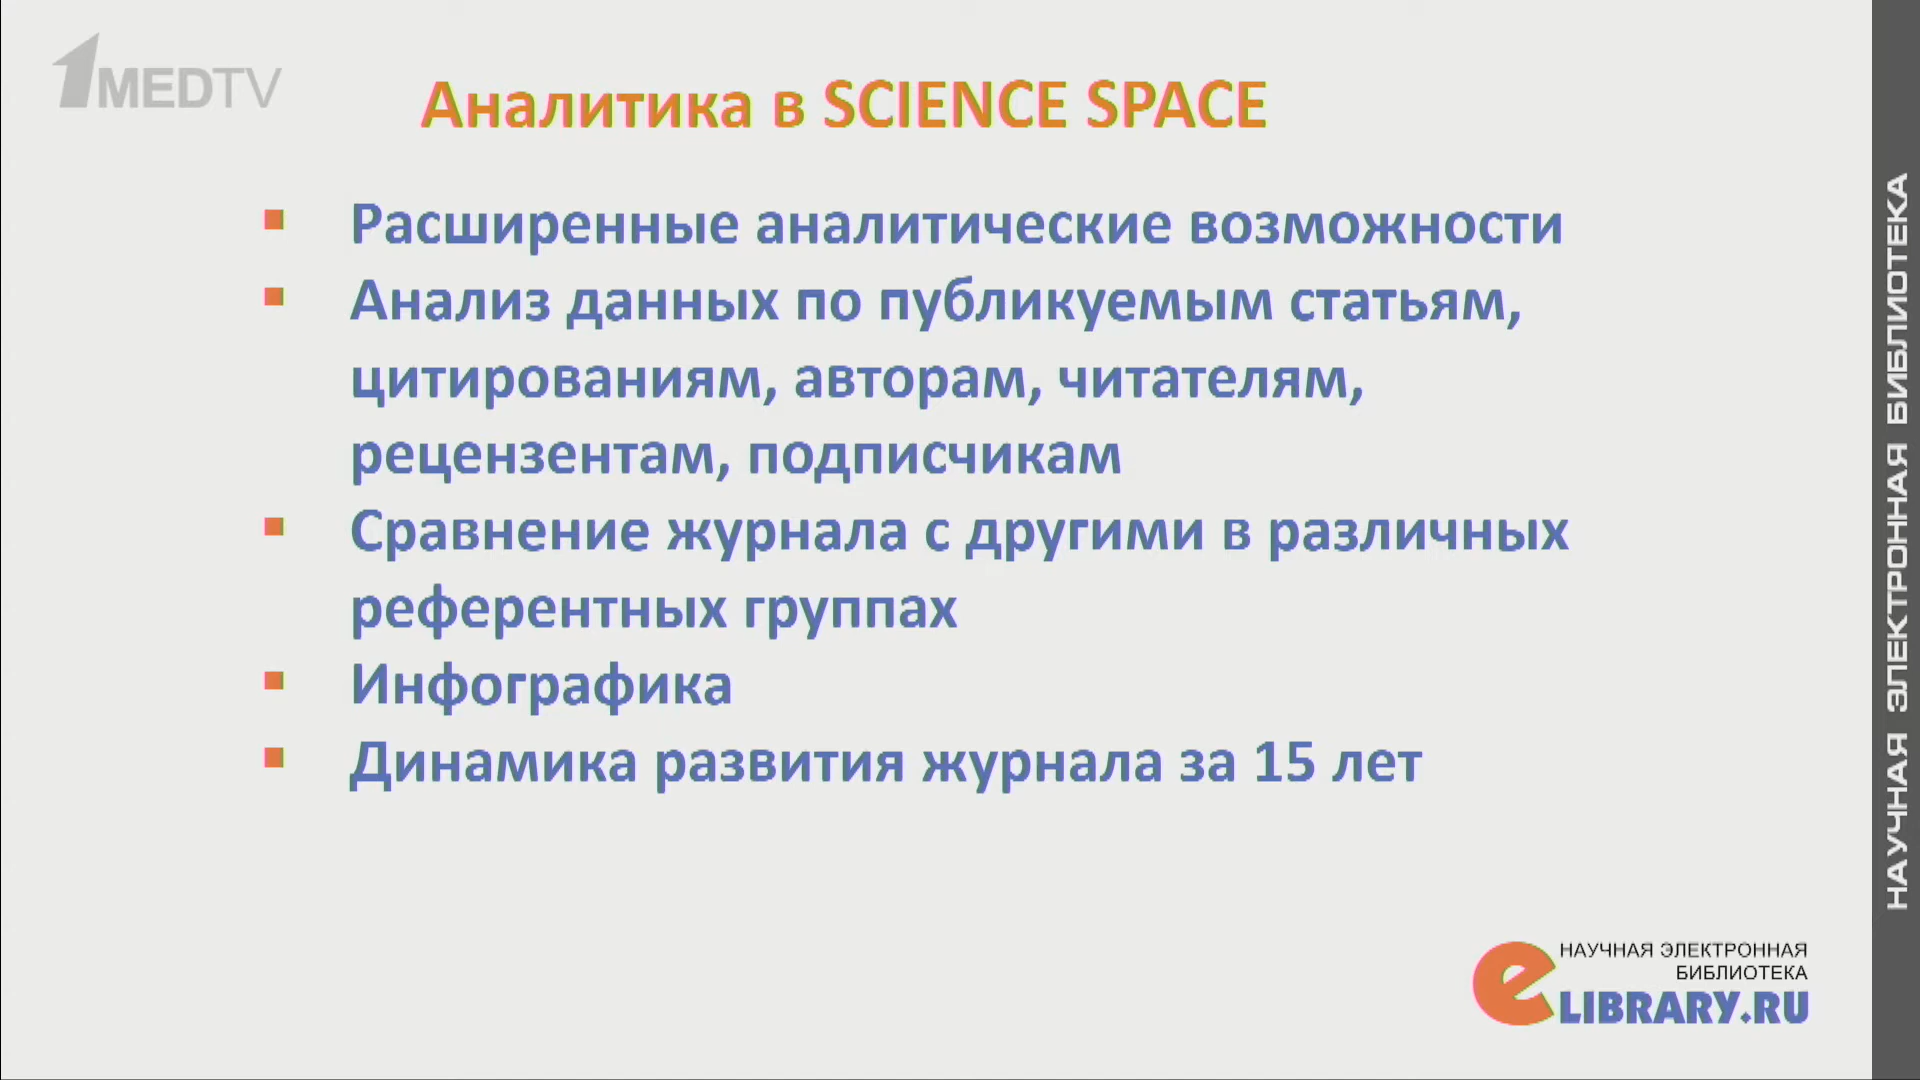 1MEDTV
Аналитика в SCIENCE SPACE
Расширенные аналитические возможности
Анализ данных по публикуемым статьям,
цитированиям, авторам, читателям,
рецензентам, подписчикам
Сравнение журнала с другими в различных
референтных группах
Инфографика
Динамика развития журнала за 15 лет
НАУЧНАЯ ЭЛЕКТРОННАЯ БИБЛИОТЕКА
НАУЧНАЯ ЭЛЕКТРОННАЯ
БИБЛИОТЕКА
eLIBRARY.RU